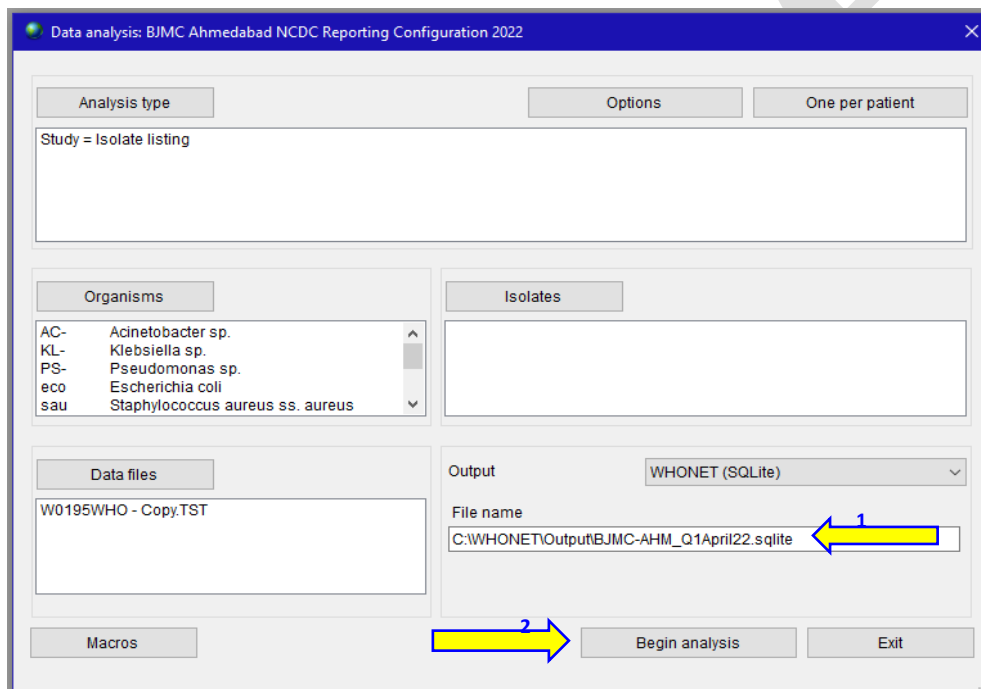 Data analysis: BJMC Ahmedabad NCDC Reporting Configuration 2022
Analysis type
Options
One per patient
Study = Isolate listing
Organisms
Isolates
AC- Acinetobacter sp.
KL- Klebsiella sp.
PS- Pseudomonas sp.
eco Escherichia coli
sau Staphylococcus aureus ss. aureus
Data files
Output
WHONET (SQLite)
W0195WHO - Copy.TST
File name
1
C:\WHONET\Output\BJMC-AHM_Q1April22.sqlite
2
Macros
Begin analysis
Exit